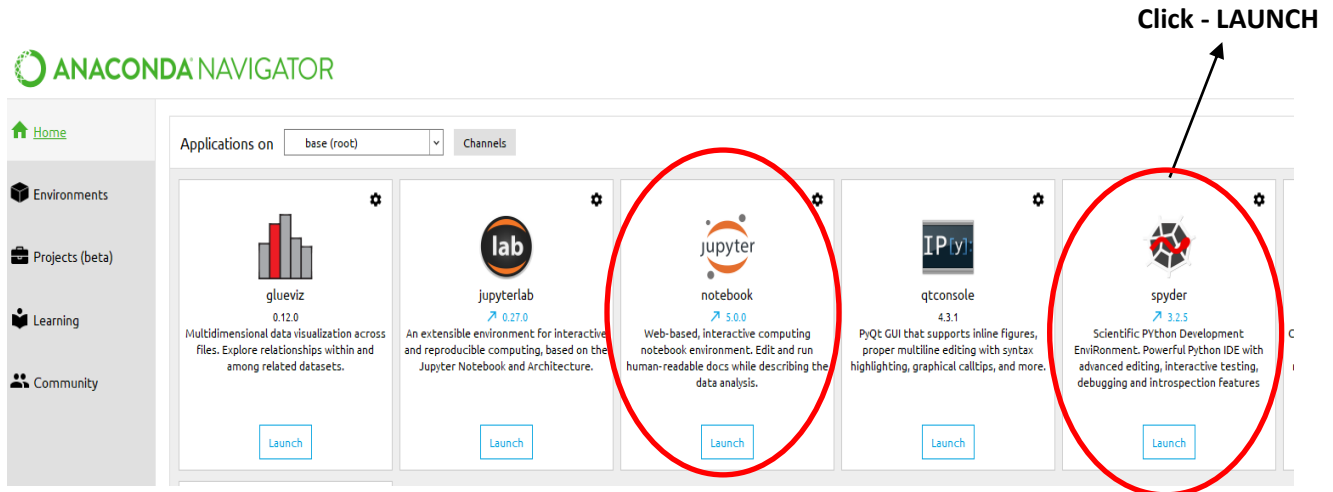 Click - LAUNCH
ANACONDA NAVIGATOR
Home
Environments
Projects (beta)
Learning
Community
Applications on base (root) Channels
glueviz
0.12.0
Multidimensional data visualization across
files. Explore relationships within and
among related datasets.
Launch
lab
jupyterlab
0.27.0
An extensible environment for interactive
and reproducible computing, based on the
Jupyter Notebook and Architecture.
Launch
jupyter
notebook
5.0.0
Web-based, interactive computing
notebook environment. Edit and run
human-readable docs while describing the
data analysis.
Launch
IP[y]:
qtconsole
4.3.1
PyQt GUI that supports inline figures,
proper multiline editing with syntax
highlighting, graphical calltips, and more.
Launch
spyder
3.2.5
Scientific PYthon Development
EnviRonment. Powerful Python IDE with
advanced editing, interactive testing,
debugging and introspection features
Launch